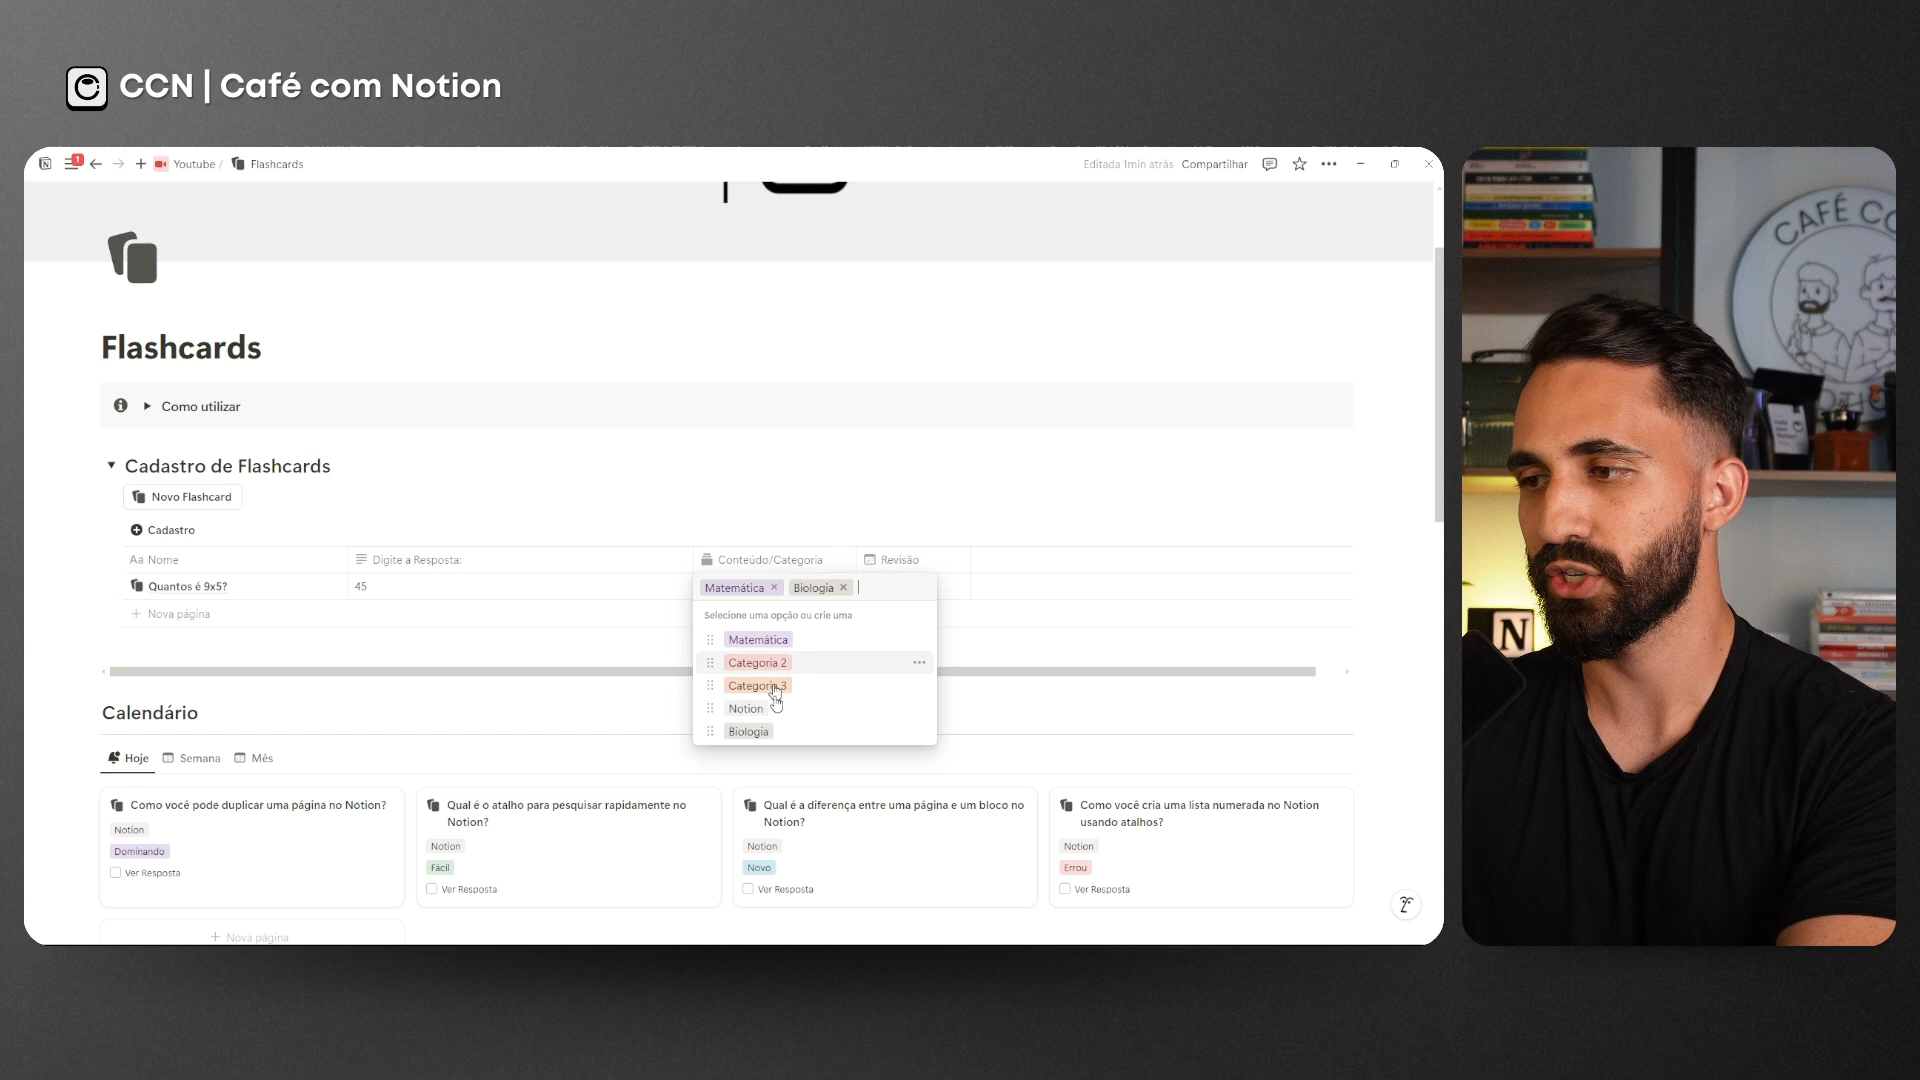 CCN | Café com Notion
1
Youtube / Flashcards
Editada 1min atrás Compartilhar
Flashcards
Como utilizar
Cadastro de Flashcards
Novo Flashcard
Cadastro
Aa Nome Digite a Resposta: Conteúdo/Categoria Revisão
Quantos é 9x5? 45 Matemática × Biologia ×
+ Nova página
Selecione uma opção ou crie uma
Matemática
Categoria 2
Categoria 3
Notion
Biologia
Calendário
Hoje Semana Mês
Como você pode duplicar uma página no Notion?
Notion
Dominando
Ver Resposta
Qual é o atalho para pesquisar rapidamente no
Notion?
Notion
Fácil
Ver Resposta
Qual é a diferença entre uma página e um bloco no
Notion?
Notion
Novo
Ver Resposta
Como você cria uma lista numerada no Notion
usando atalhos?
Notion
Errou
Ver Resposta
+ Nova página
CAFÉ CO
N